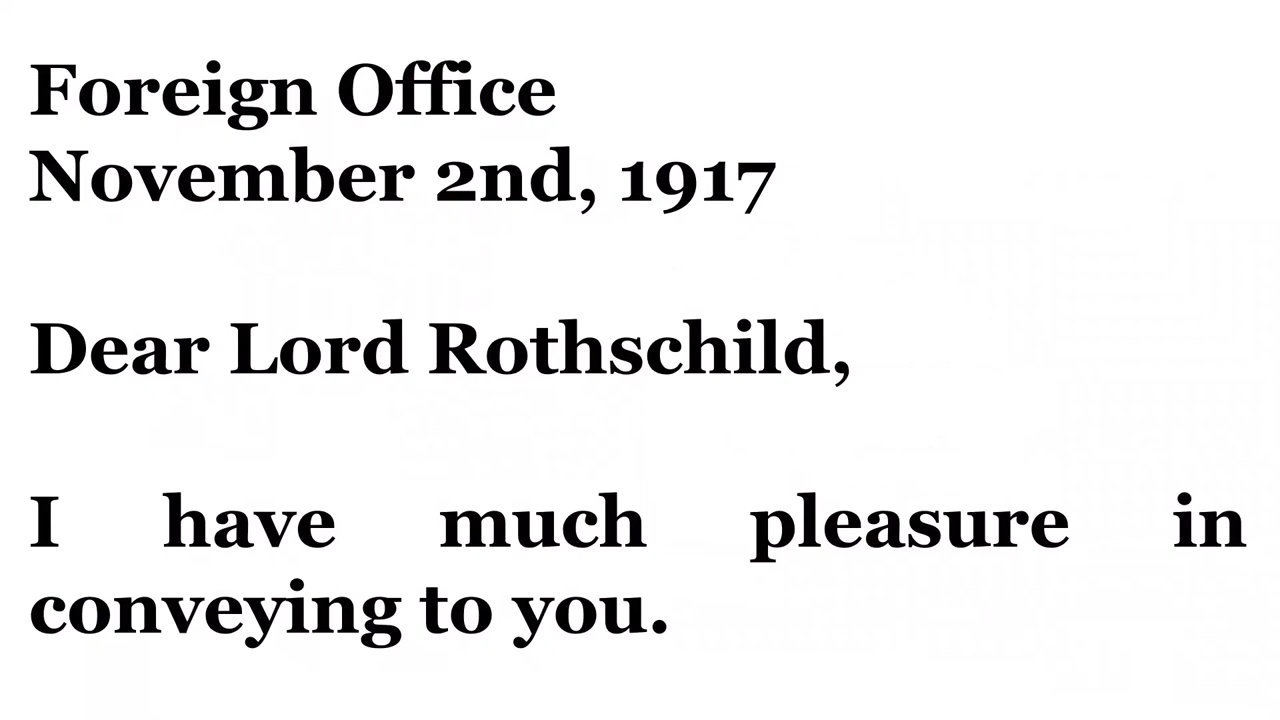 Foreign Office
November 2nd, 1917
Dear Lord Rothschild,
I have much pleasure in
conveying to you.